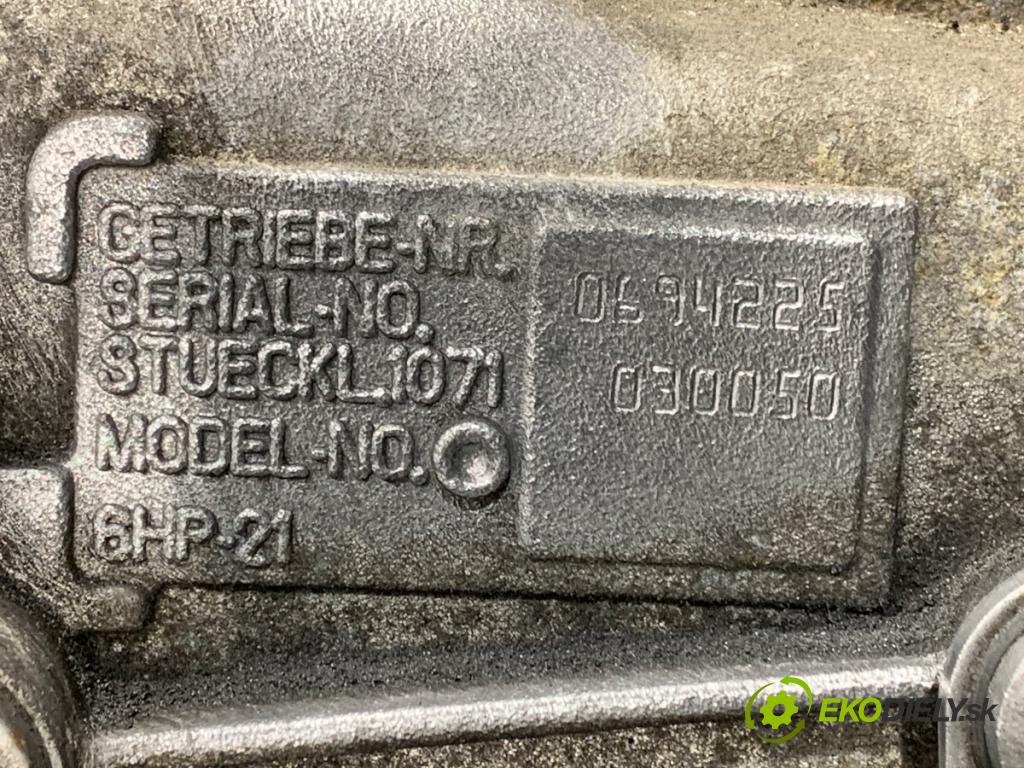 GETRIEBE-NR.
SERIAL-NO. 0694225
STUECKL.1071 030050
MODEL-NO.
6HP-21
EKODIELY.sk